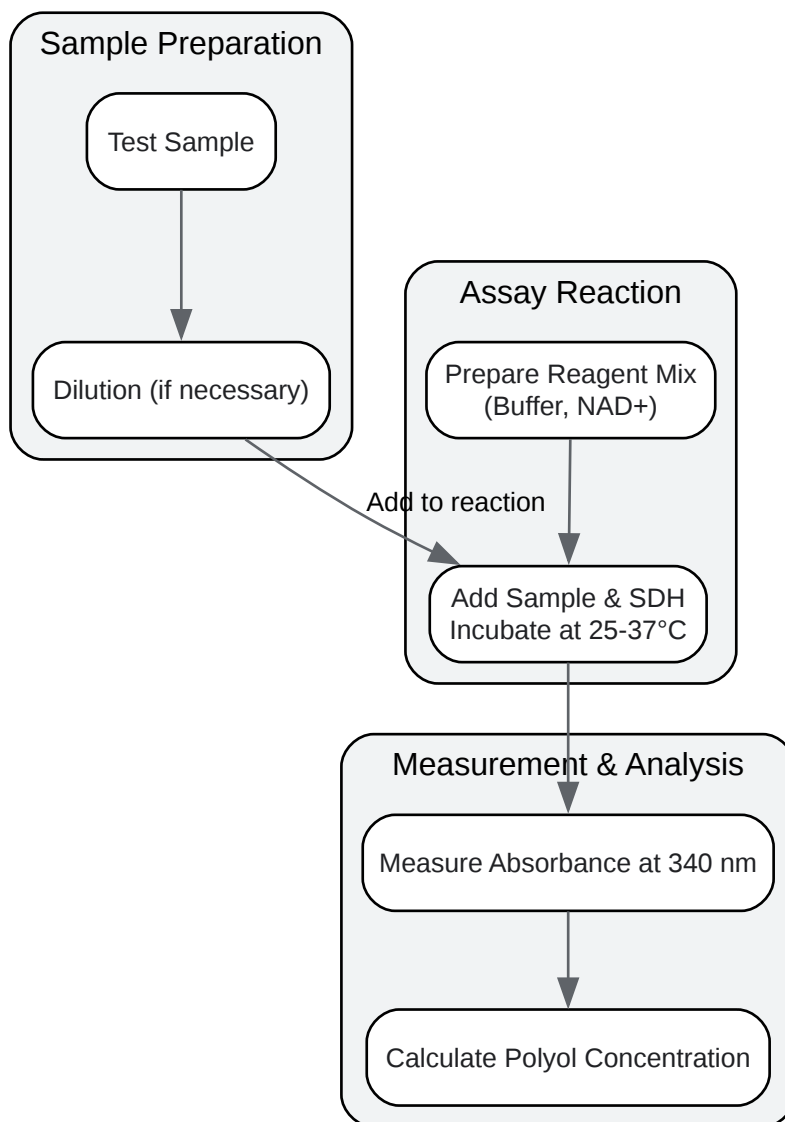 Sample Preparation
Test Sample
Dilution (if necessary)
Assay Reaction
Prepare Reagent Mix
(Buffer, NAD+)
Add to reaction
Add Sample & SDH
Incubate at 25-37°C
Measurement & Analysis
Measure Absorbance at 340 nm
Calculate Polyol Concentration